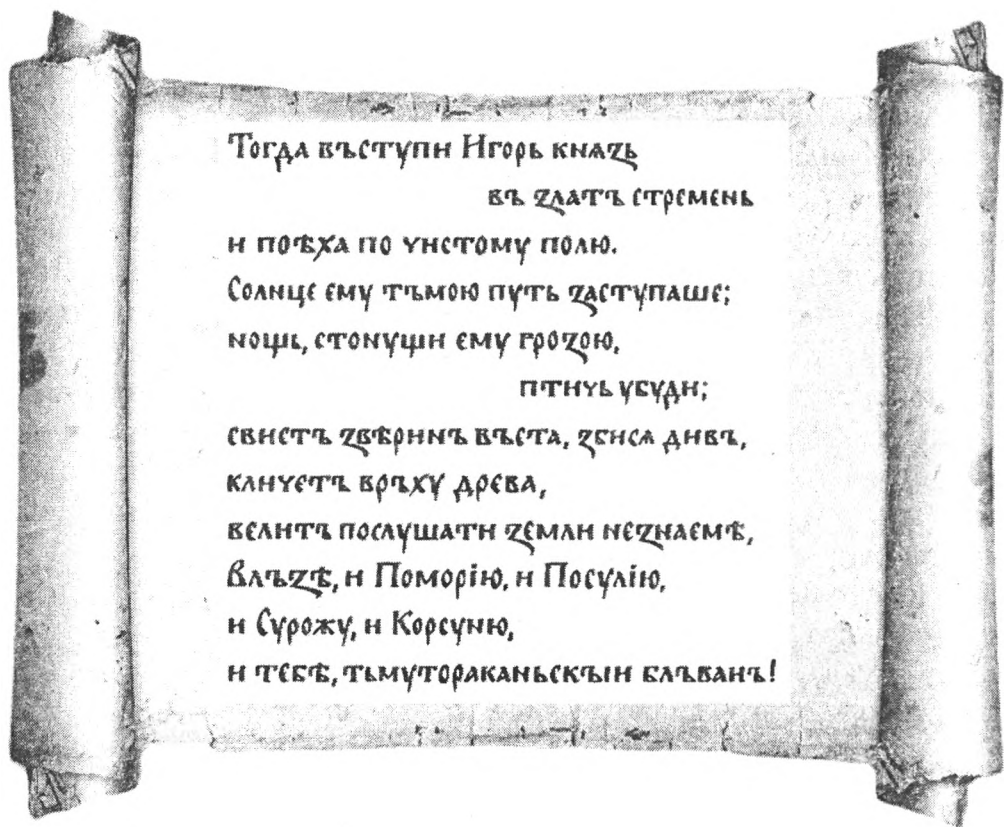 Тогда въступи Игорь князь
въ златъ стремень
и поѣха по чистому полю.
Солнце ему тъмою путь заступаше;
нощь, стонущи ему грозою,
птичь убуди;
свистъ звѣринъ въста, збися дивъ,
кличетъ връху древа,
велитъ послушати земли незнаемѣ,
Влъзѣ, и Поморію, и Посулію,
и Сурожу, и Корсуню,
и тебѣ, тьмутораканьскъій блъванъ!